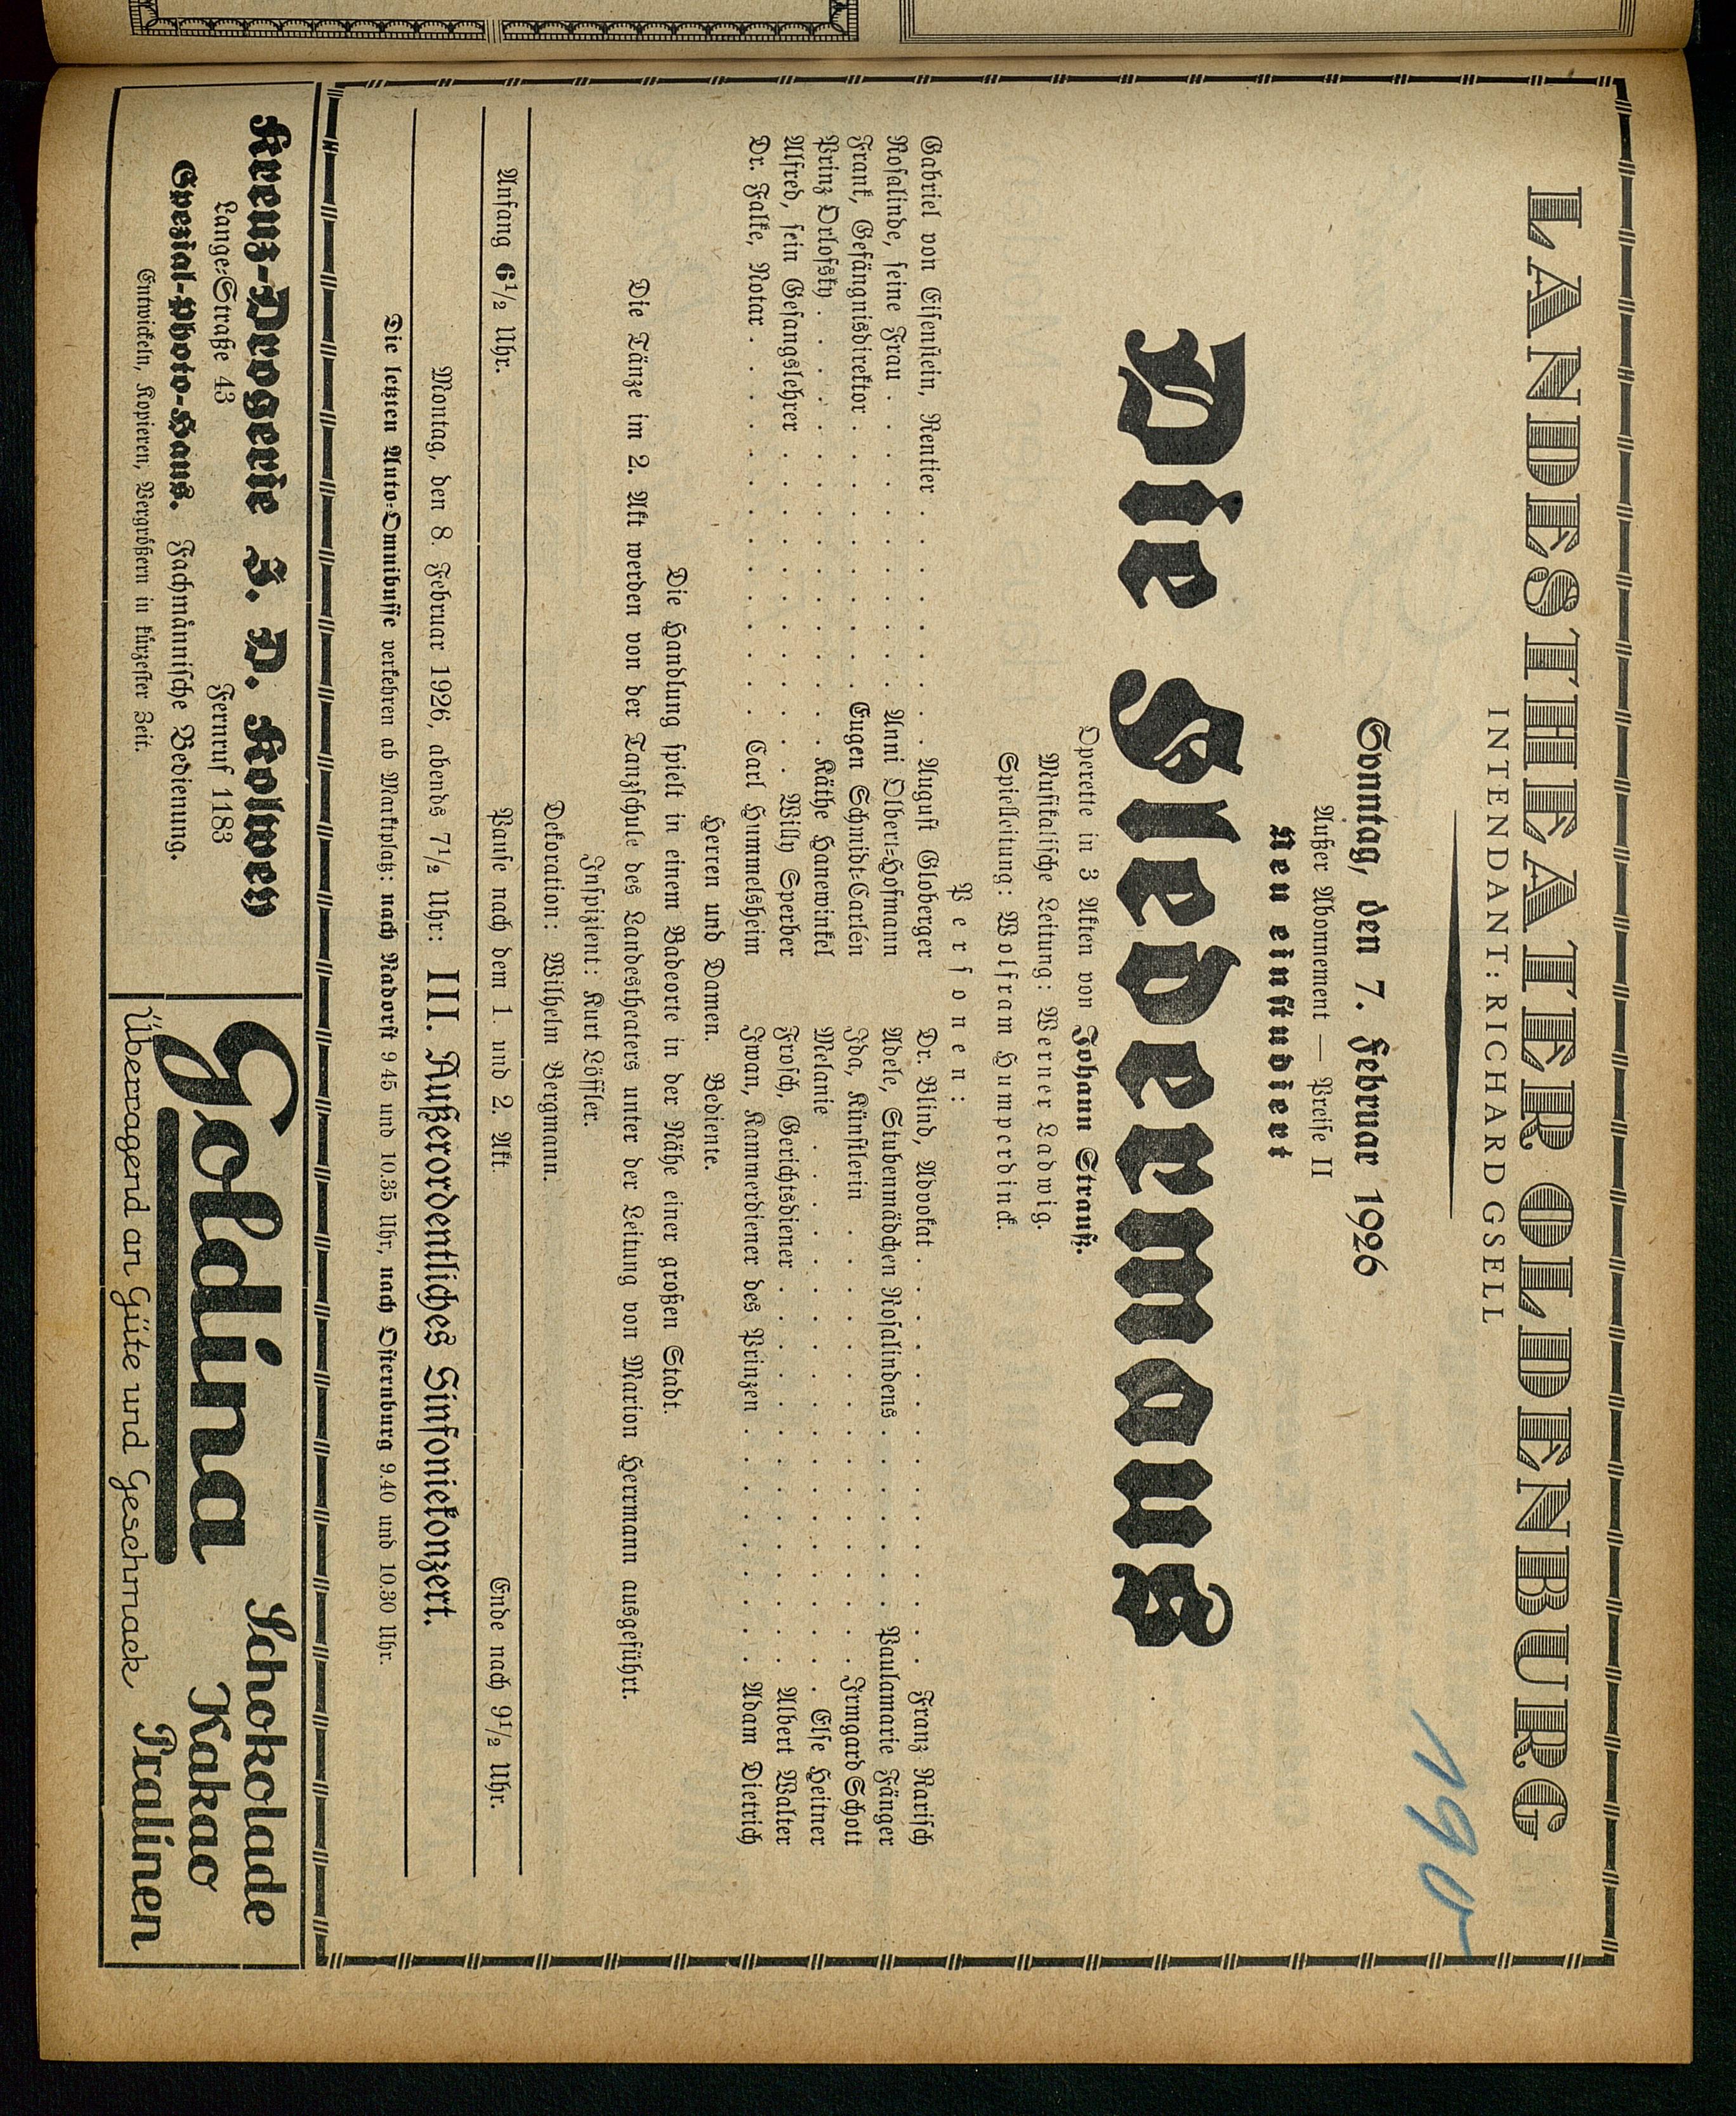 LANDESTHEATER OLDENBURG
INTENDANT: RICHARD GSELL
190
Sonntag, den 7. Februar 1926
Außer Abonnement — Preise II
Neu einstudiert
Die Fledermaus
Operette in 3 Akten von Johann Strauß.
Musikalische Leitung: Werner Ladwig.
Spielleitung: Wolfram Humperdinck.
Personen:
Gabriel von Eisenstein, Rentier . . . . . . . August Globerger
Rosalinde, seine Frau . . . . . . . . . Anni Olbert-Hofmann
Frank, Gefängnisdirektor . . . . . . . . Eugen Schmidt-Carlén
Prinz Orlofsky . . . . . . . . . . . . Käthe Hanewinkel
Alfred, sein Gesangslehrer . . . . . . . . . . Willy Sperber
Dr. Falke, Notar . . . . . . . . . . . Carl Hummelsheim
Dr. Blind, Advokat . . . . . . . . . . . . . Franz Rarisch
Adele, Stubenmädchen Rosalindens . . . . . . Paulamarie Fänger
Ida, Künstlerin . . . . . . . . . . . . . Irmgard Schott
Melanie . . . . . . . . . . . . . . . . . Else Heitner
Frosch, Gerichtsdiener . . . . . . . . . . . . Albert Walter
Iwan, Kammerdiener des Prinzen . . . . . . . . Adam Dietrich
Herren und Damen. Bediente.
Die Handlung spielt in einem Badeorte in der Nähe einer großen Stadt.
Die Tänze im 2. Akt werden von der Tanzschule des Landestheaters unter der Leitung von Marion Herrmann ausgeführt.
Inspizient: Kurt Löffler.
Dekoration: Wilhelm Bergmann.
Anfang 6½ Uhr. Pause nach dem 1. und 2. Akt. Ende nach 9½ Uhr.
Montag, den 8. Februar 1926, abends 7½ Uhr: III. Außerordentliches Sinfoniekonzert.
Die letzten Auto-Omnibusse verkehren ab Marktplatz: nach Nadorst 9 45 und 10.35 Uhr, nach Osternburg 9.40 und 10.30 Uhr.
Kreuz-Drogerie J. D. Kolwey
Lange-Straße 43 Fernruf 1183
Spezial-Photo-Haus. Fachmännische Bedienung.
Entwickeln, Kopieren, Vergrößern in kürzester Zeit.
Goldina
Schokolade
Kakao
Pralinen
Überragend an Güte und Geschmack